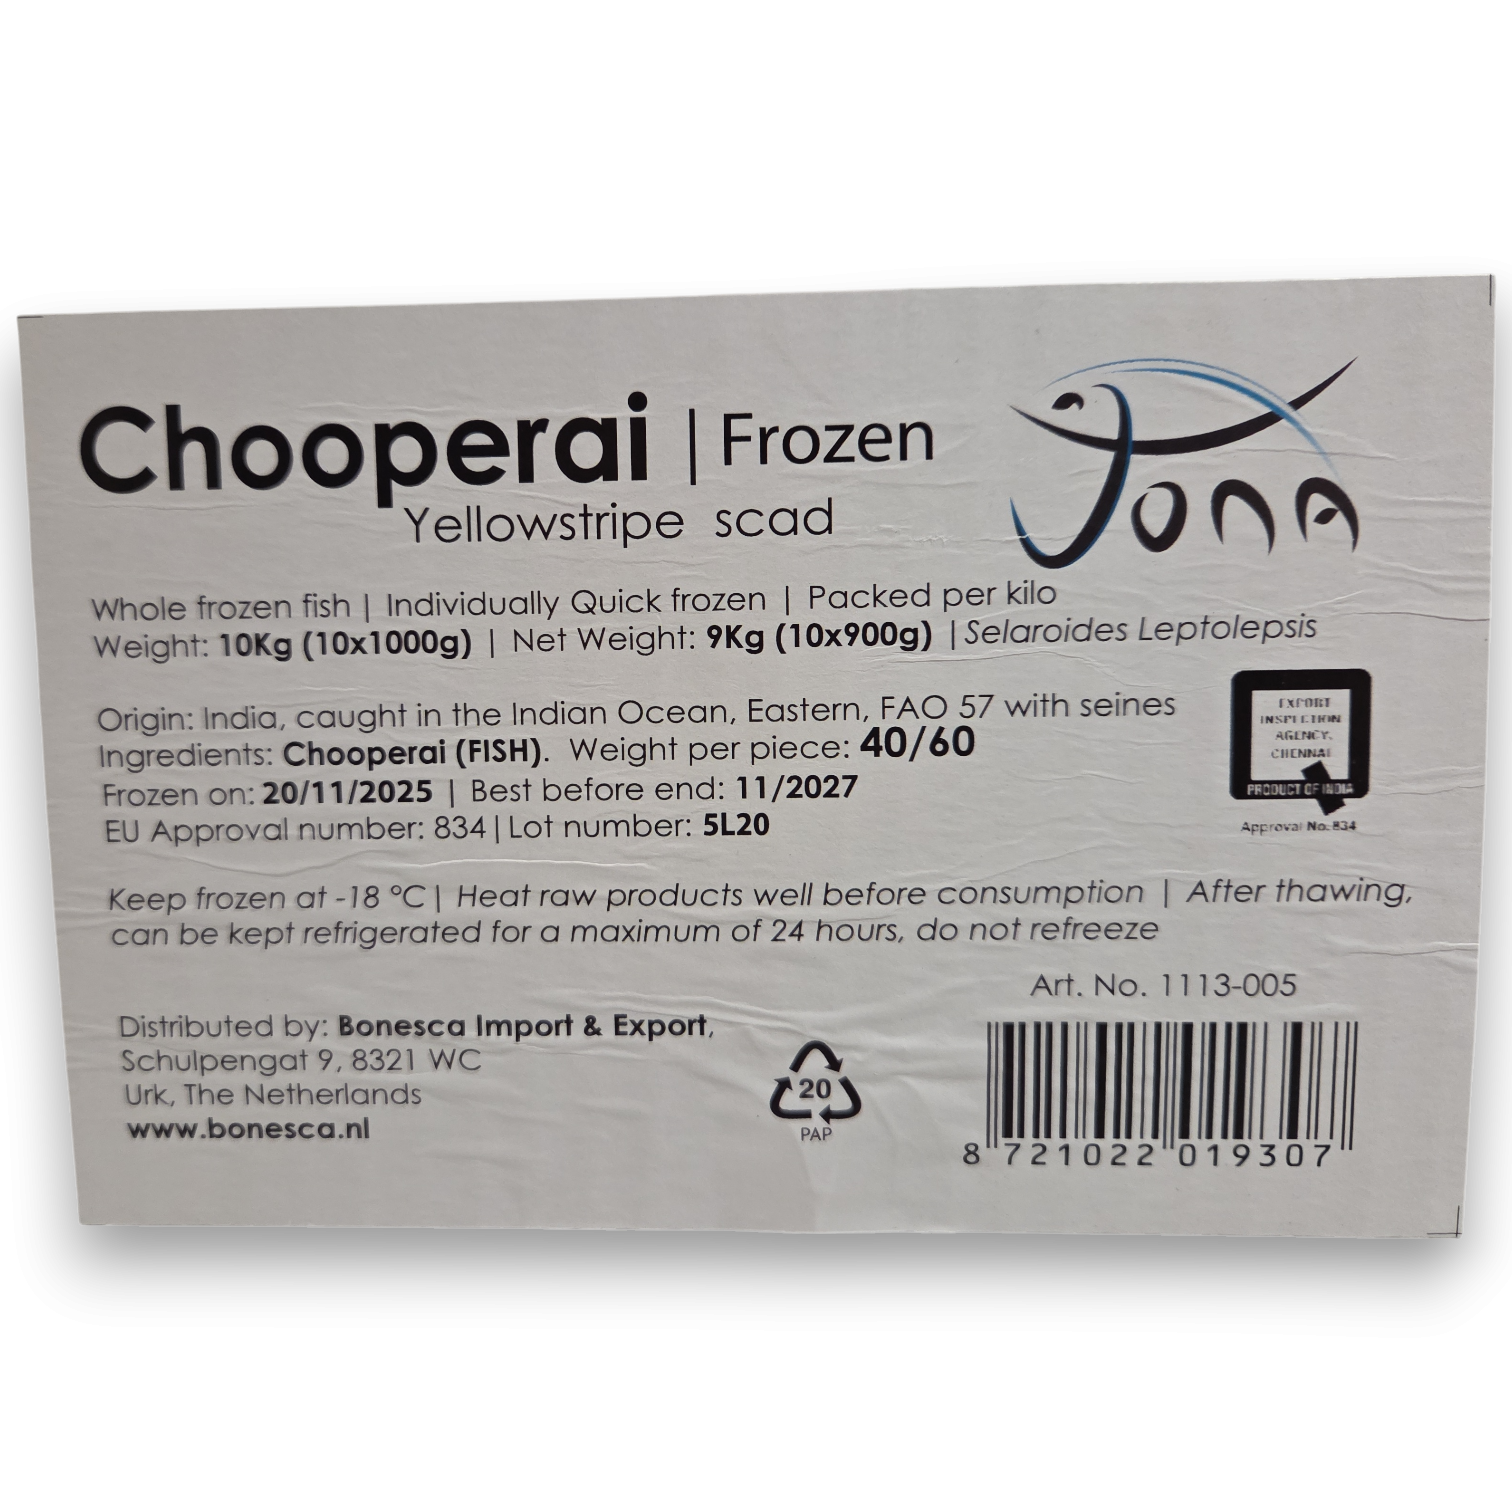 Chooperai | Frozen
Yellowstripe scad
Jona
Whole frozen fish | Individually Quick frozen | Packed per kilo
Weight: 10Kg (10x1000g) | Net Weight: 9Kg (10x900g) | Selaroides Leptolepsis
Origin: India, caught in the Indian Ocean, Eastern, FAO 57 with seines
Ingredients: Chooperai (FISH). Weight per piece: 40/60
Frozen on: 20/11/2025 | Best before end: 11/2027
EU Approval number: 834 | Lot number: 5L20
EXPORT
INSPECTION
AGENCY,
CHENNAI
PRODUCT OF INDIA
Approval No. 834
Keep frozen at -18 °C | Heat raw products well before consumption | After thawing,
can be kept refrigerated for a maximum of 24 hours, do not refreeze
Art. No. 1113-005
Distributed by: Bonesca Import & Export,
Schulpengat 9, 8321 WC
Urk, The Netherlands
www.bonesca.nl
20
PAP
8 721022 019307